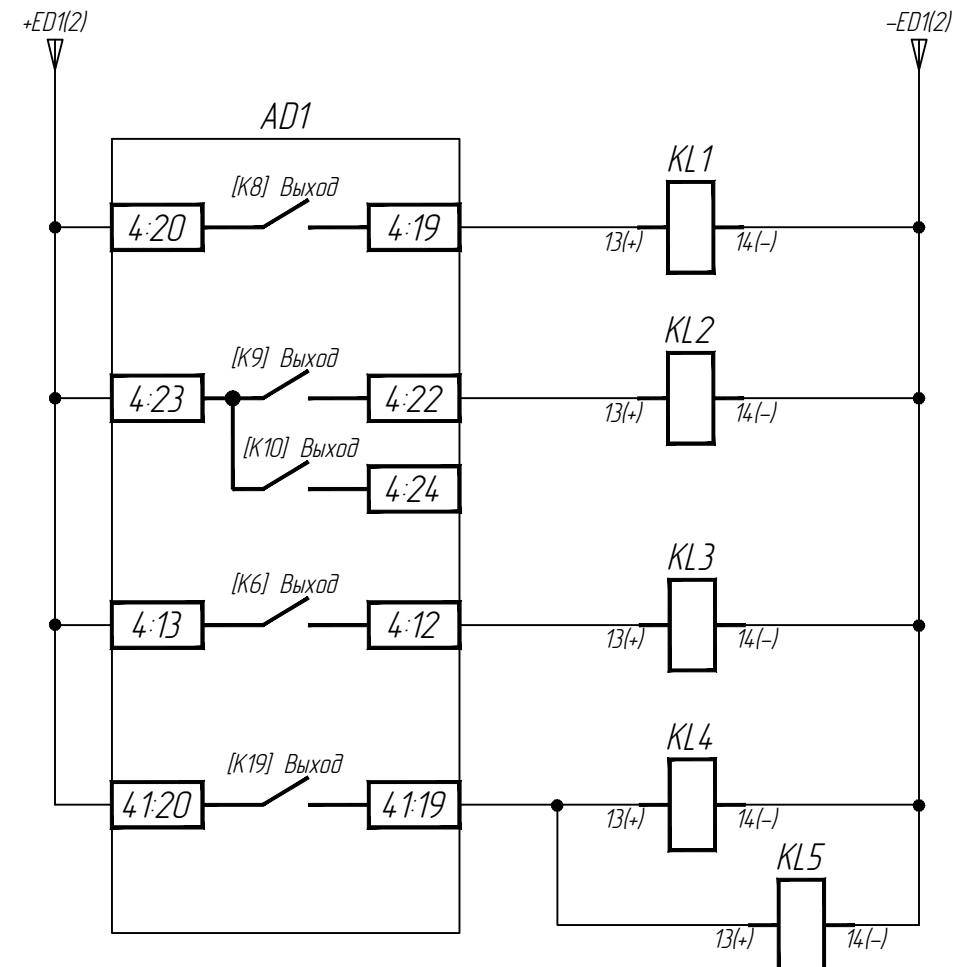 +ED1(2)
–ED1(2)
AD1
KL1
[K8] Выход
4:20
4:19
13(+)
14(–)
KL2
[K9] Выход
4:23
4:22
13(+)
14(–)
[K10] Выход
4:24
KL3
[K6] Выход
4:13
4:12
13(+)
14(–)
KL4
[K19] Выход
41:20
41:19
13(+)
14(–)
KL5
13(+)
14(–)